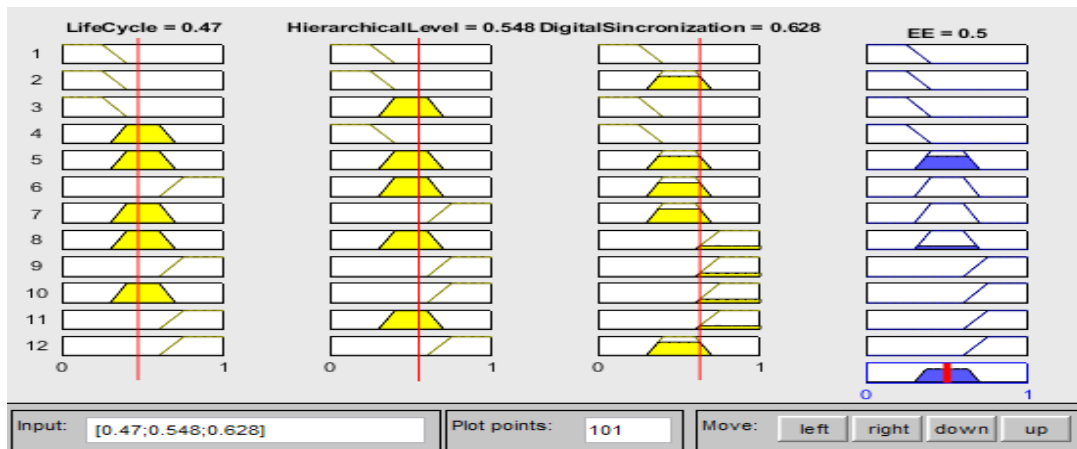 LifeCycle = 0.47
HierarchicalLevel = 0.548
DigitalSincronization = 0.628
EE = 0.5
1
2
3
4
5
6
7
8
9
10
11
12
0 1
0 1
0 1
0 1
Input: [0.47;0.548;0.628]
Plot points: 101
Move: left right down up